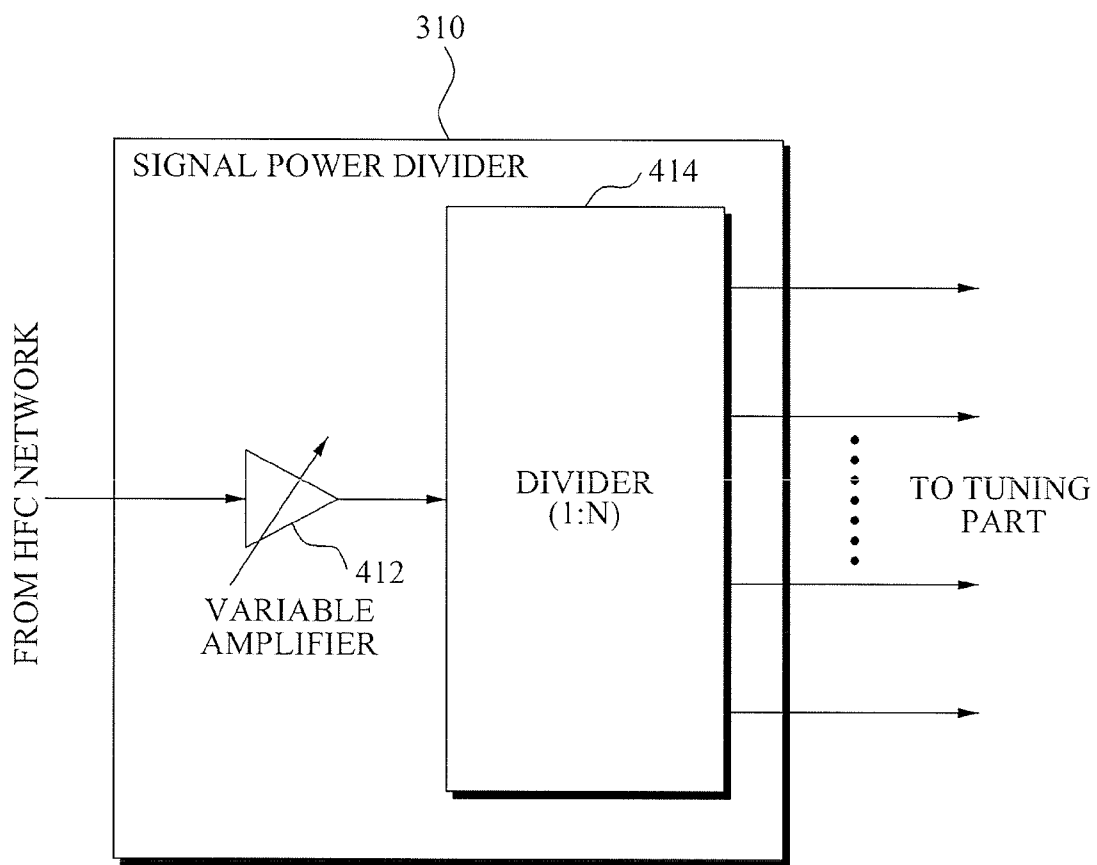 310
SIGNAL POWER DIVIDER
414
FROM HFC NETWORK
DIVIDER
(1:N)
TO TUNING
PART
412
VARIABLE
AMPLIFIER